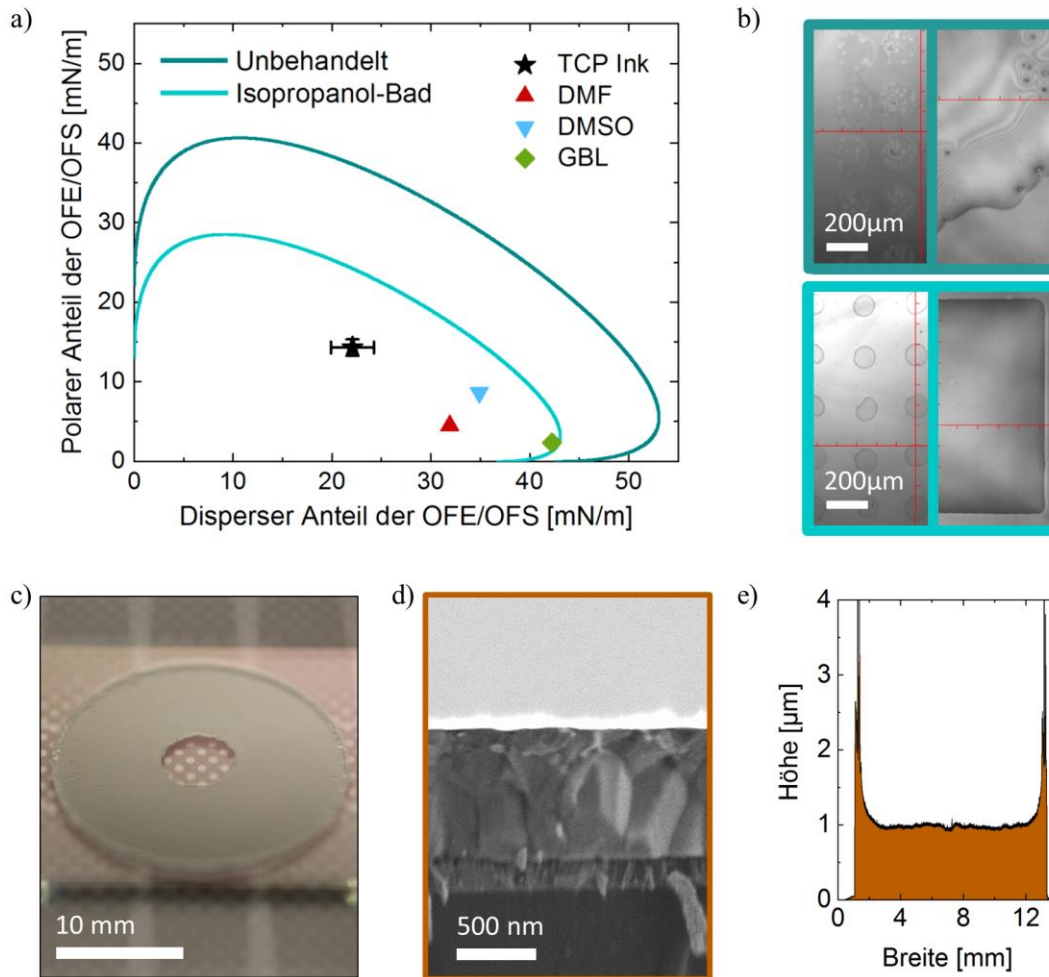 a)
Polarer Anteil der OFE/OFS [mN/m]
50
40
30
20
10
0
0 10 20 30 40 50
Disperser Anteil der OFE/OFS [mN/m]
Unbehandelt
Isopropanol-Bad
TCP Ink
DMF
DMSO
GBL
b)
200µm
200µm
c)
10 mm
d)
500 nm
e)
Höhe [µm]
4
3
2
1
0
0 4 8 12
Breite [mm]